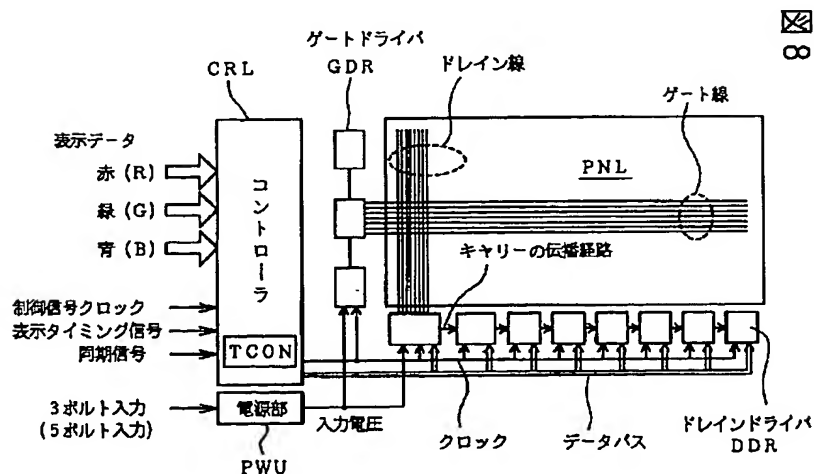 図8
ゲートドライバ
GDR
CRL
ドレイン線
ゲート線
表示データ
赤 (R)
緑 (G)
青 (B)
コントローラ
PNL
キャリーの伝播経路
制御信号クロック
表示タイミング信号
同期信号
TCON
3ボルト入力
(5ボルト入力)
電源部
入力電圧
クロック
データバス
ドレインドライバ
DDR
PWU